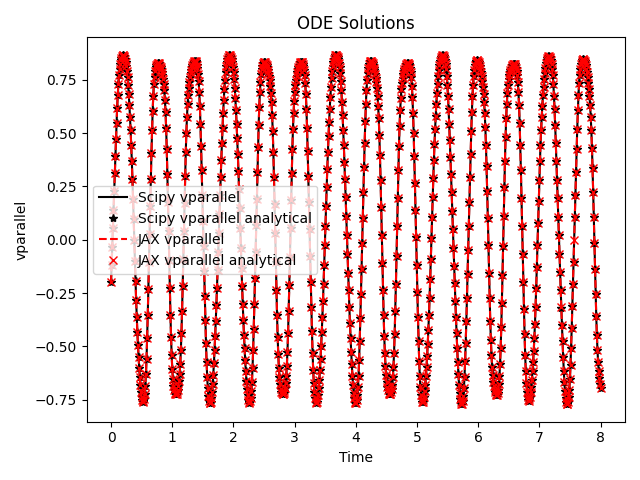 ODE Solutions
vparallel
0.75
0.50
0.25
0.00
−0.25
−0.50
−0.75
Scipy vparallel
Scipy vparallel analytical
JAX vparallel
JAX vparallel analytical
0 1 2 3 4 5 6 7 8
Time